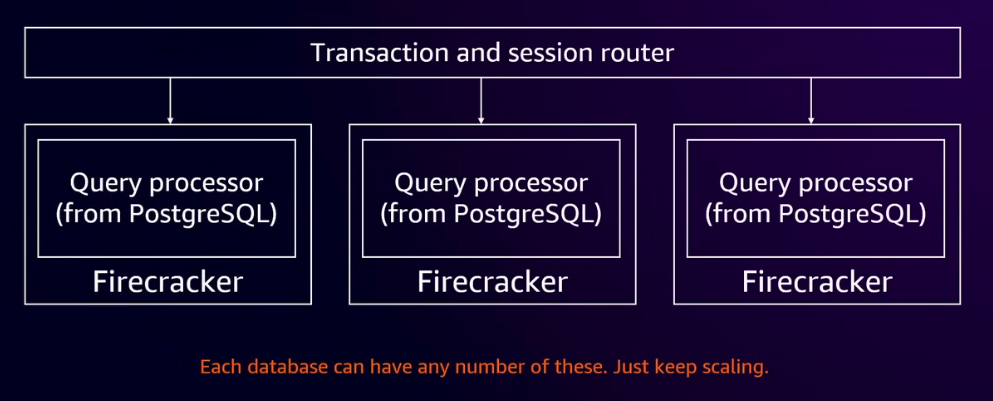 Transaction and session router
Query processor
(from PostgreSQL)
Firecracker
Query processor
(from PostgreSQL)
Firecracker
Query processor
(from PostgreSQL)
Firecracker
Each database can have any number of these. Just keep scaling.